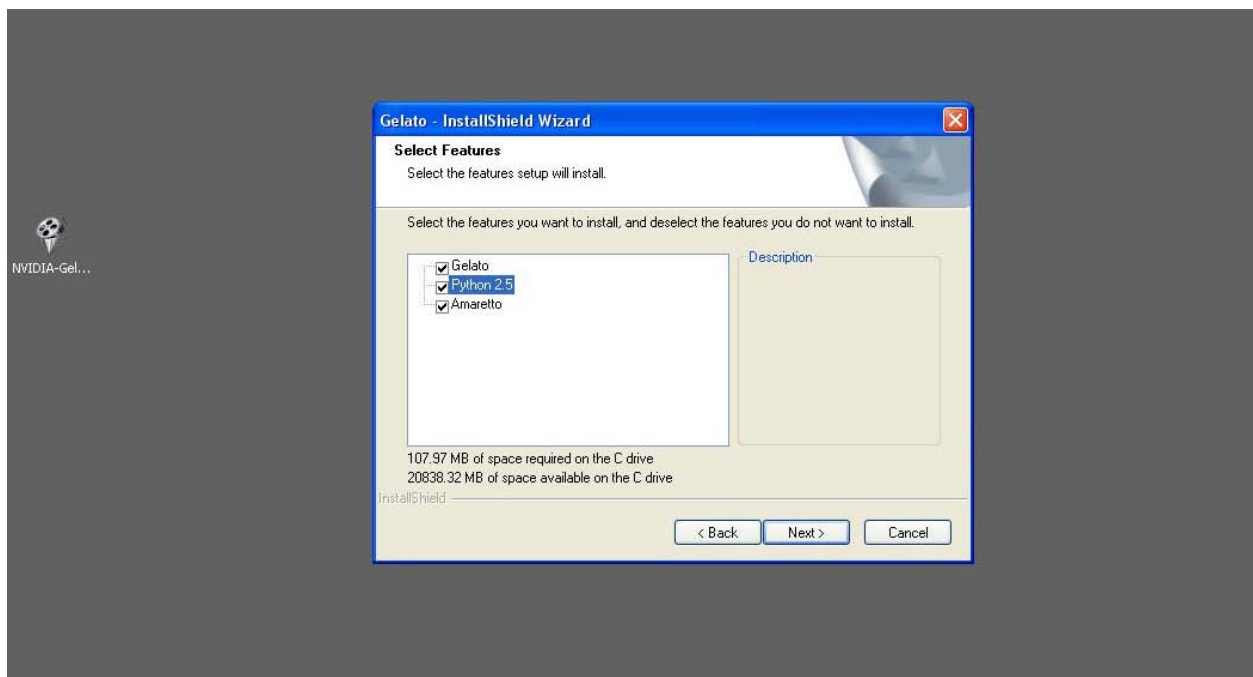 Gelato - InstallShield Wizard
Select Features
Select the features setup will install.
NVIDIA-Gel...
Select the features you want to install, and deselect the features you do not want to install.
Gelato
Python 2.5
Amaretto
Description
107.97 MB of space required on the C drive
20838.32 MB of space available on the C drive
InstallShield
< Back Next > Cancel